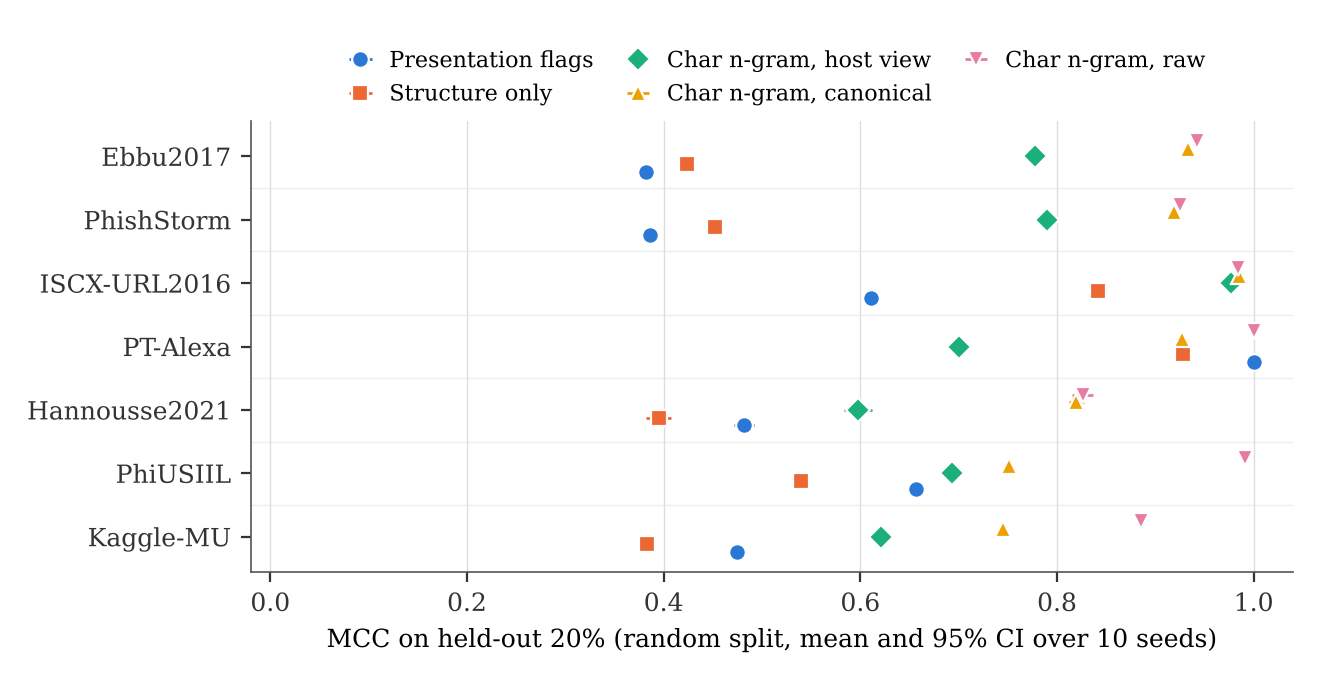 Presentation flags
Structure only
Char n-gram, host view
Char n-gram, canonical
Char n-gram, raw
Ebbu2017
PhishStorm
ISCX-URL2016
PT-Alexa
Hannousse2021
PhiUSIIL
Kaggle-MU
0.0 0.2 0.4 0.6 0.8 1.0
MCC on held-out 20% (random split, mean and 95% CI over 10 seeds)